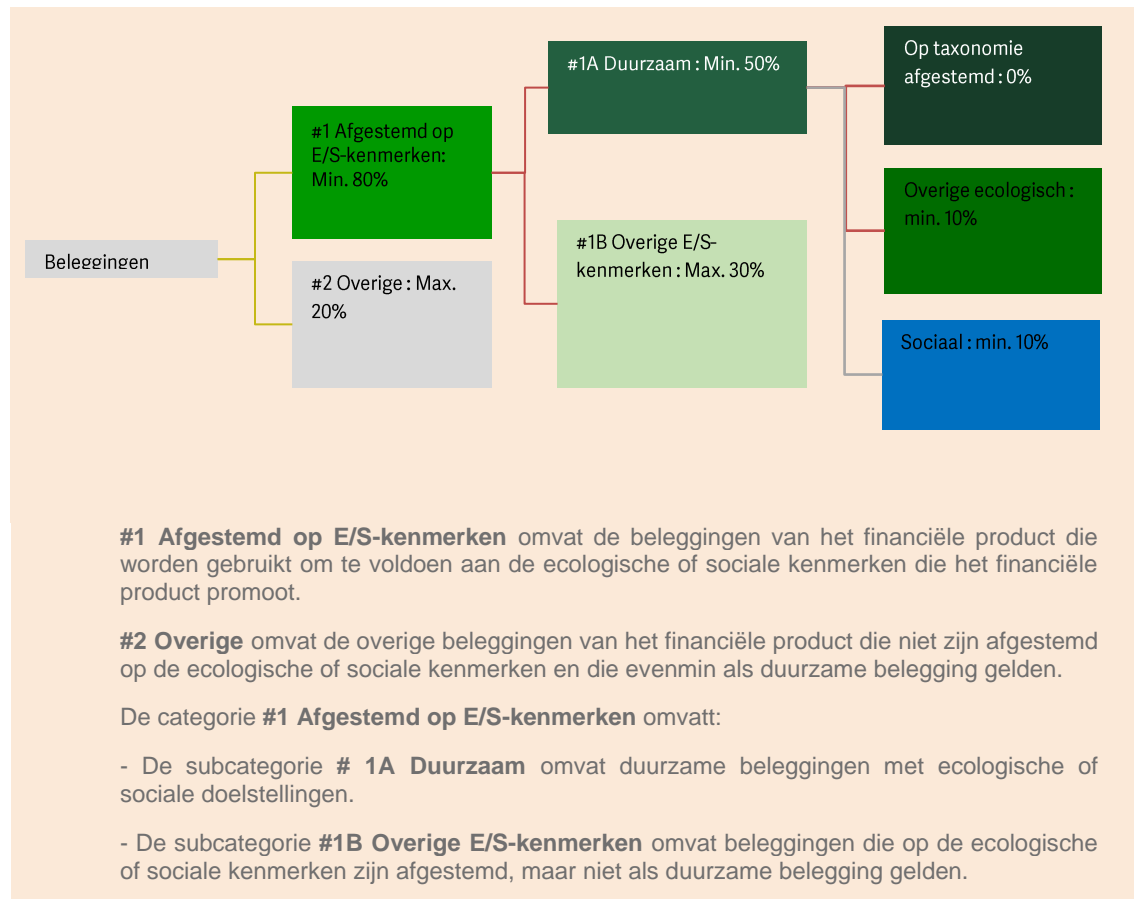 Beleggingen
#1 Afgestemd op
E/S-kenmerken:
Min. 80%
#2 Overige : Max.
20%
#1A Duurzaam : Min. 50%
#1B Overige E/S-
kenmerken : Max. 30%
Op taxonomie
afgestemd : 0%
Overige ecologisch :
min. 10%
Sociaal : min. 10%
#1 Afgestemd op E/S-kenmerken omvat de beleggingen van het financiële product die
worden gebruikt om te voldoen aan de ecologische of sociale kenmerken die het financiële
product promoot.
#2 Overige omvat de overige beleggingen van het financiële product die niet zijn afgestemd
op de ecologische of sociale kenmerken en die evenmin als duurzame belegging gelden.
De categorie #1 Afgestemd op E/S-kenmerken omvatt:
- De subcategorie # 1A Duurzaam omvat duurzame beleggingen met ecologische of
sociale doelstellingen.
- De subcategorie #1B Overige E/S-kenmerken omvat beleggingen die op de ecologische
of sociale kenmerken zijn afgestemd, maar niet als duurzame belegging gelden.